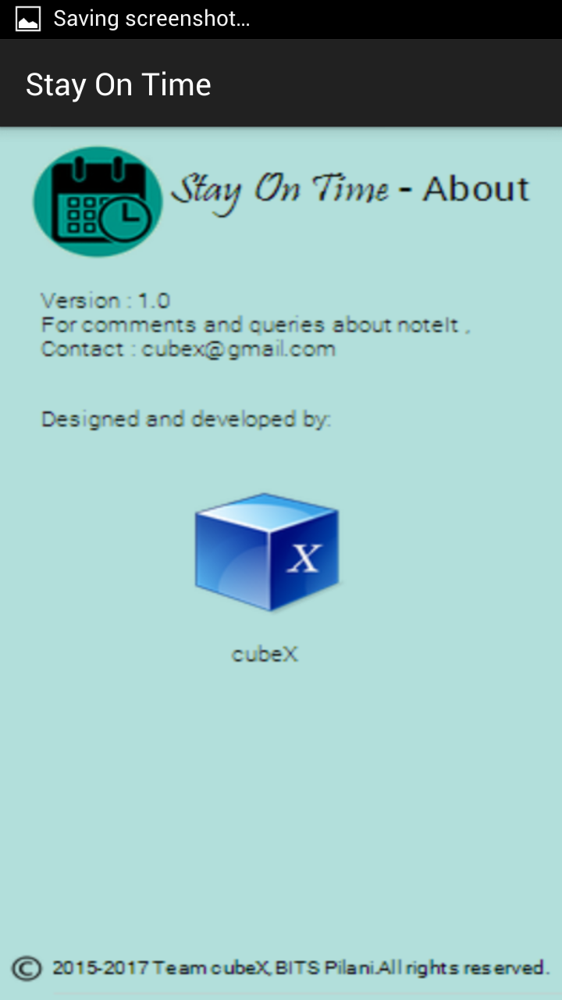 Saving screenshot...
Stay On Time
Stay On Time - About
Version : 1.0
For comments and queries about noteIt ,
Contact : cubex@gmail.com
Designed and developed by:
X
cubeX
© 2015-2017 Team cubeX,BITS Pilani.All rights reserved.